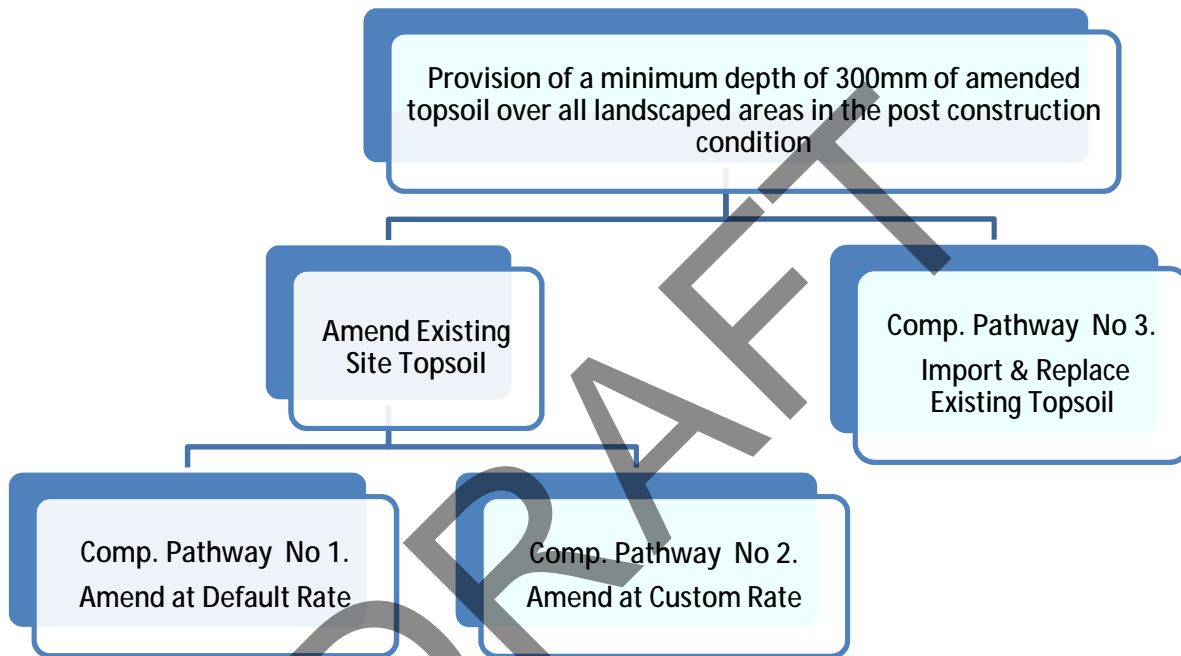 Provision of a minimum depth of 300mm of amended
topsoil over all landscaped areas in the post construction
condition
Amend Existing
Site Topsoil
Comp. Pathway No 3.
Import & Replace
Existing Topsoil
Comp. Pathway No 1.
Amend at Default Rate
Comp. Pathway No 2.
Amend at Custom Rate
DRAFT